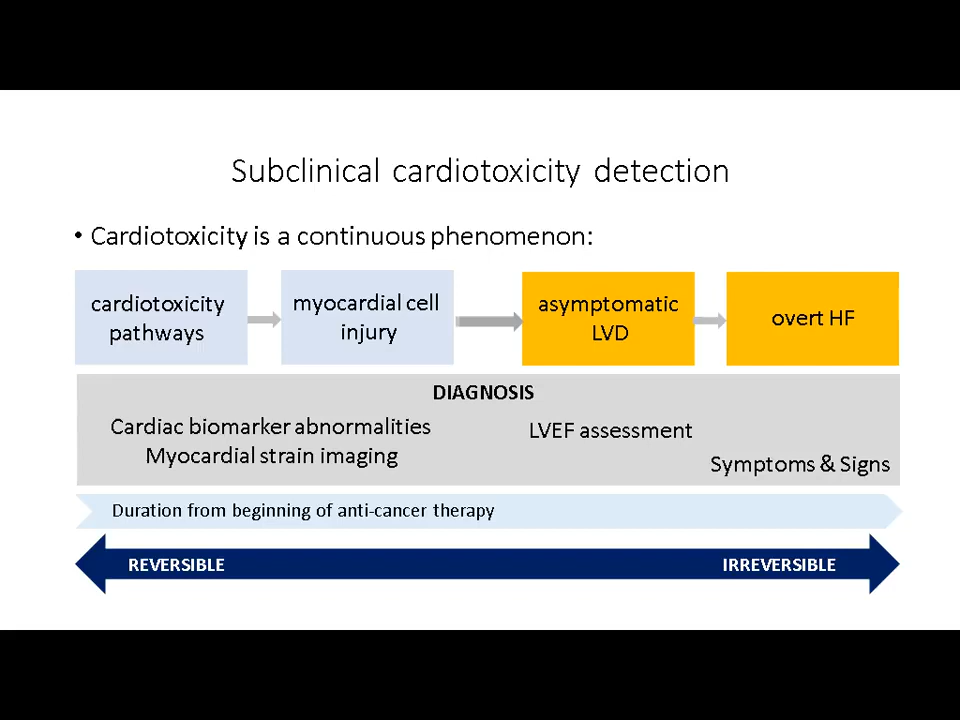 Subclinical cardiotoxicity detection
• Cardiotoxicity is a continuous phenomenon:
cardiotoxicity
pathways
myocardial cell
injury
asymptomatic
LVD
overt HF
DIAGNOSIS
Cardiac biomarker abnormalities
Myocardial strain imaging
LVEF assessment
Symptoms & Signs
Duration from beginning of anti-cancer therapy
REVERSIBLE
IRREVERSIBLE